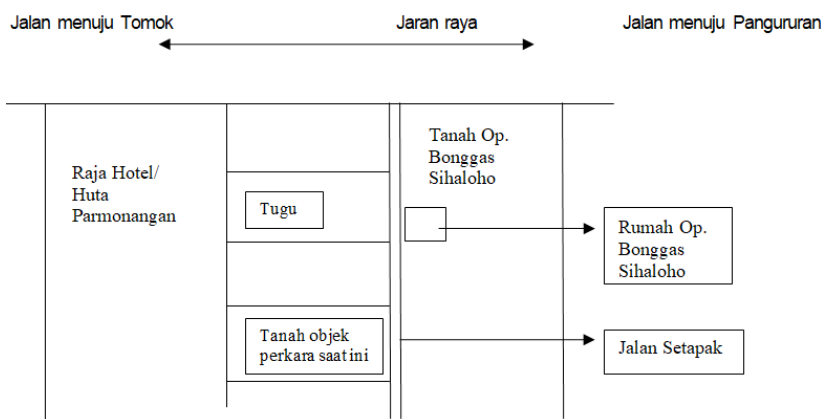 Jalan menuju Tomok
Jaran raya
Jalan menuju Pangururan
Raja Hotel/
Huta
Parmonangan
Tugu
Tanah Op.
Bonggas
Sihaloho
Rumah Op.
Bonggas
Sihaloho
Tanah objek
perkara saat ini
Jalan Setapak